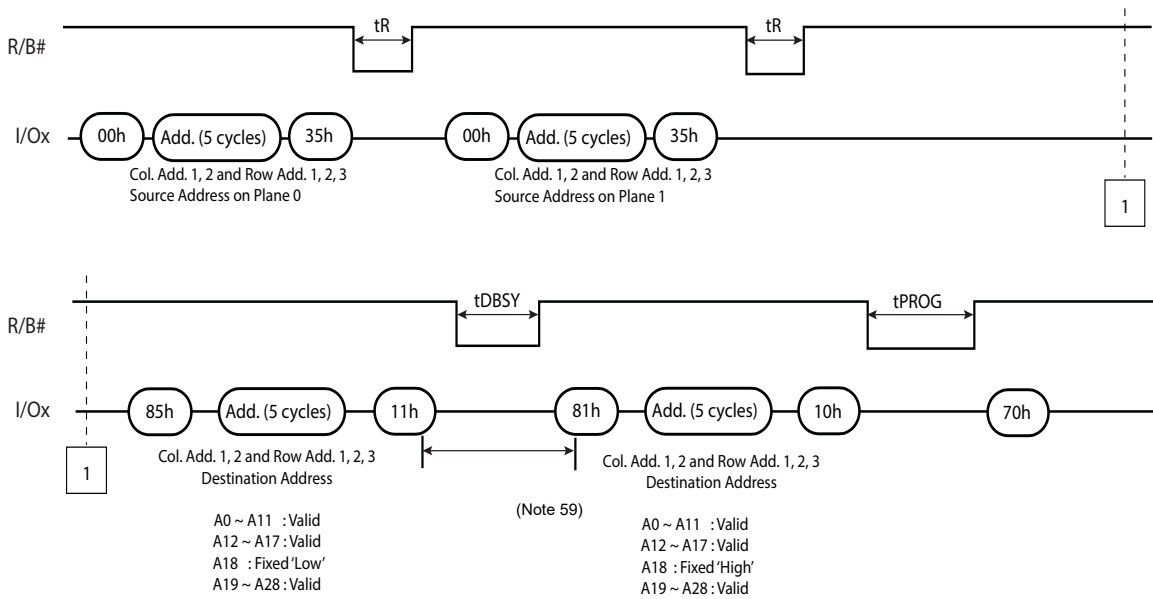 tR
tR
R/B#
I/Ox
00h
Add. (5 cycles)
35h
00h
Add. (5 cycles)
35h
Col. Add. 1, 2 and Row Add. 1, 2, 3
Source Address on Plane 0
Col. Add. 1, 2 and Row Add. 1, 2, 3
Source Address on Plane 1
1
tDBSY
tPROG
R/B#
I/Ox
85h
Add. (5 cycles)
11h
81h
Add. (5 cycles)
10h
70h
1
Col. Add. 1, 2 and Row Add. 1, 2, 3
Destination Address
A0 ~ A11 : Valid
A12 ~ A17 : Valid
A18 : Fixed 'Low'
A19 ~ A28 : Valid
(Note 59)
Col. Add. 1, 2 and Row Add. 1, 2, 3
Destination Address
A0 ~ A11 : Valid
A12 ~ A17 : Valid
A18 : Fixed 'High'
A19 ~ A28 : Valid